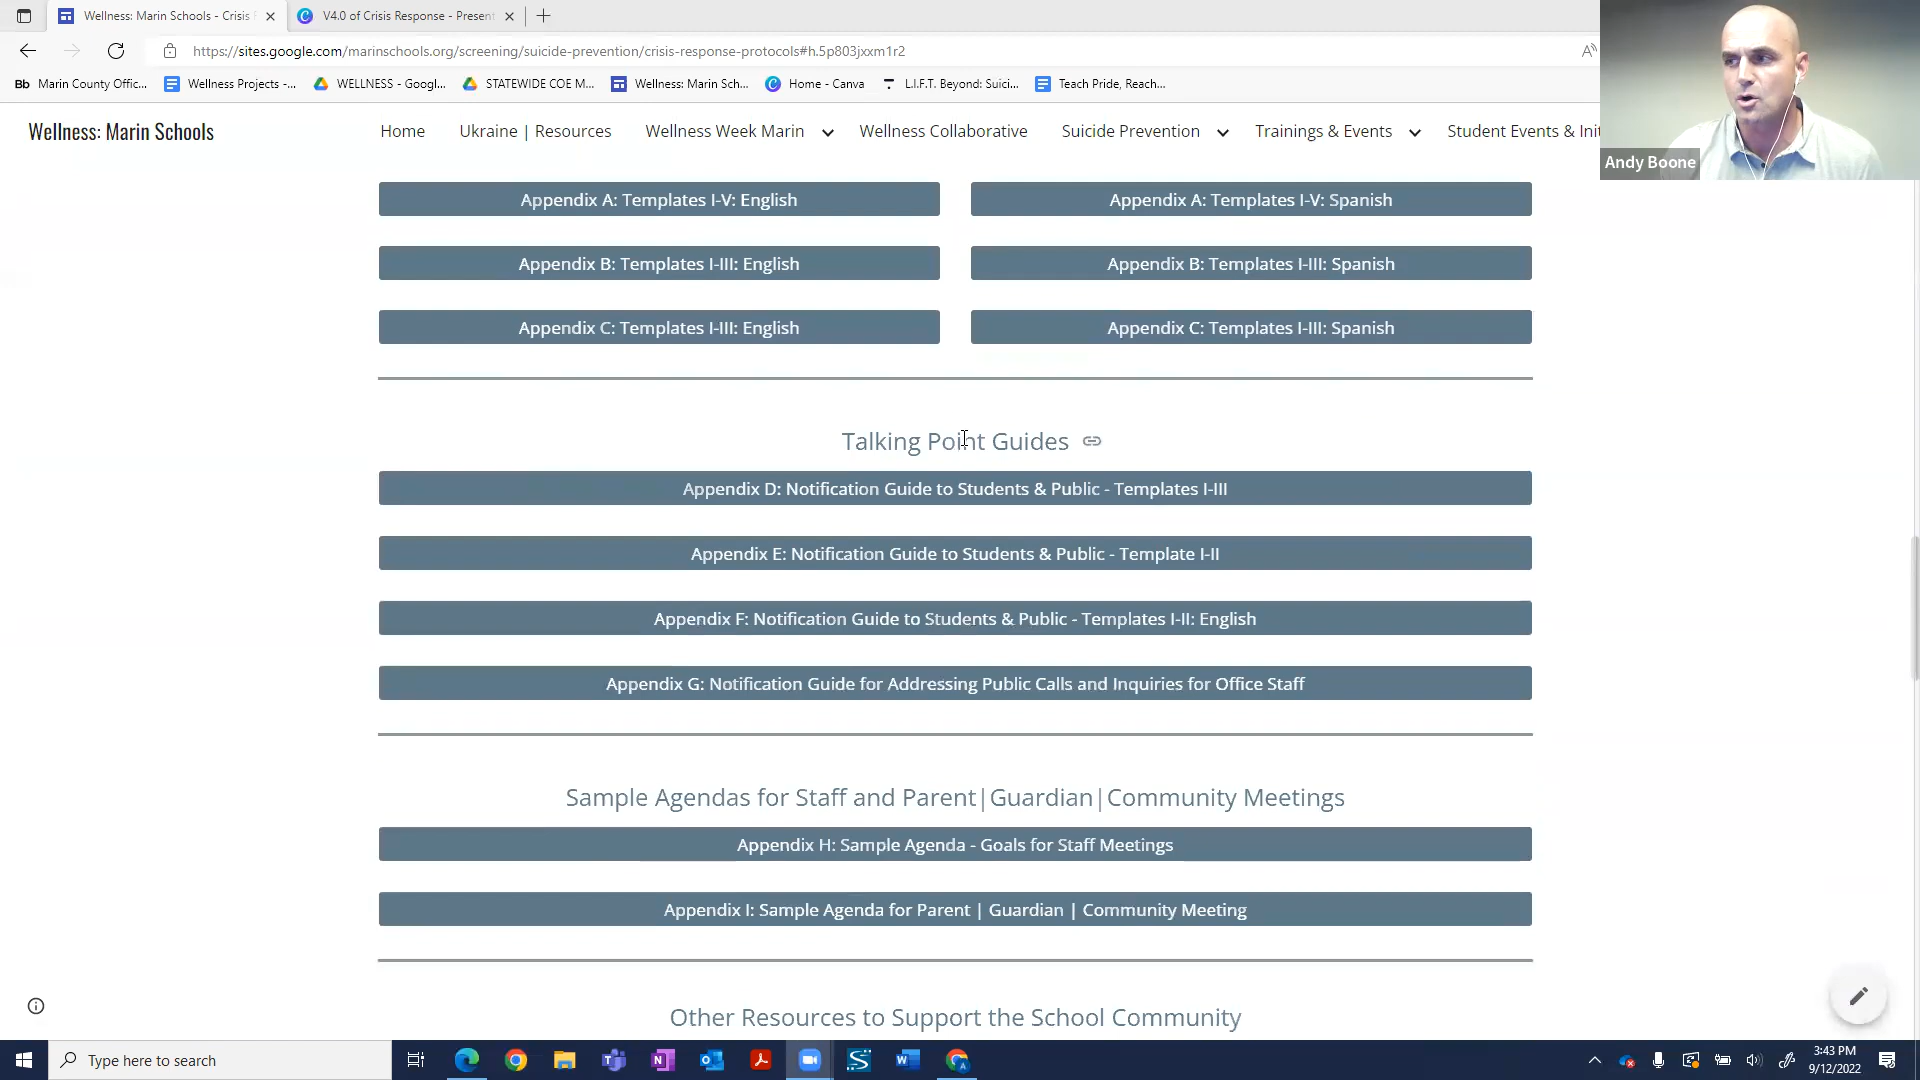 Wellness: Marin Schools - Crisis
V4.0 of Crisis Response - Present
https://sites.google.com/marinschools.org/screening/suicide-prevention/crisis-response-protocols#h.5p803jxxm1r2
Bb Marin County Offic... Wellness Projects -... WELLNESS - Googl... STATEWIDE COE M... Wellness: Marin Sch... Home - Canva L.I.F.T. Beyond: Suici... Teach Pride, Reach...
Andy Boone
Wellness: Marin Schools
Home Ukraine | Resources Wellness Week Marin Wellness Collaborative Suicide Prevention Trainings & Events Student Events & Init
Appendix A: Templates I-V: English
Appendix A: Templates I-V: Spanish
Appendix B: Templates I-III: English
Appendix B: Templates I-III: Spanish
Appendix C: Templates I-III: English
Appendix C: Templates I-III: Spanish
Talking Point Guides
Appendix D: Notification Guide to Students & Public - Templates I-III
Appendix E: Notification Guide to Students & Public - Template I-II
Appendix F: Notification Guide to Students & Public - Templates I-II: English
Appendix G: Notification Guide for Addressing Public Calls and Inquiries for Office Staff
Sample Agendas for Staff and Parent|Guardian|Community Meetings
Appendix H: Sample Agenda - Goals for Staff Meetings
Appendix I: Sample Agenda for Parent | Guardian | Community Meeting
Other Resources to Support the School Community
Type here to search
3:43 PM
9/12/2022